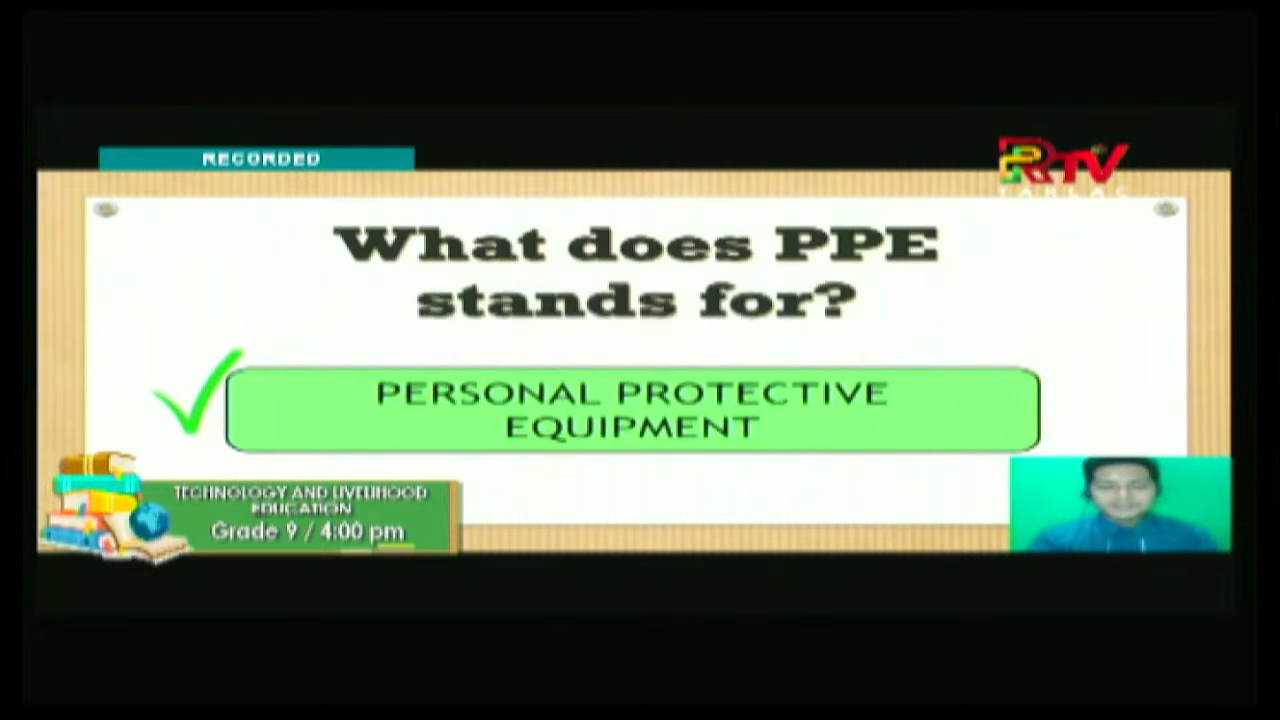 RECORDED
RTV
TARLAC
What does PPE
stands for?
PERSONAL PROTECTIVE
EQUIPMENT
TECHNOLOGY AND LIVELIHOOD
EDUCATION
Grade 9 / 4:00 pm